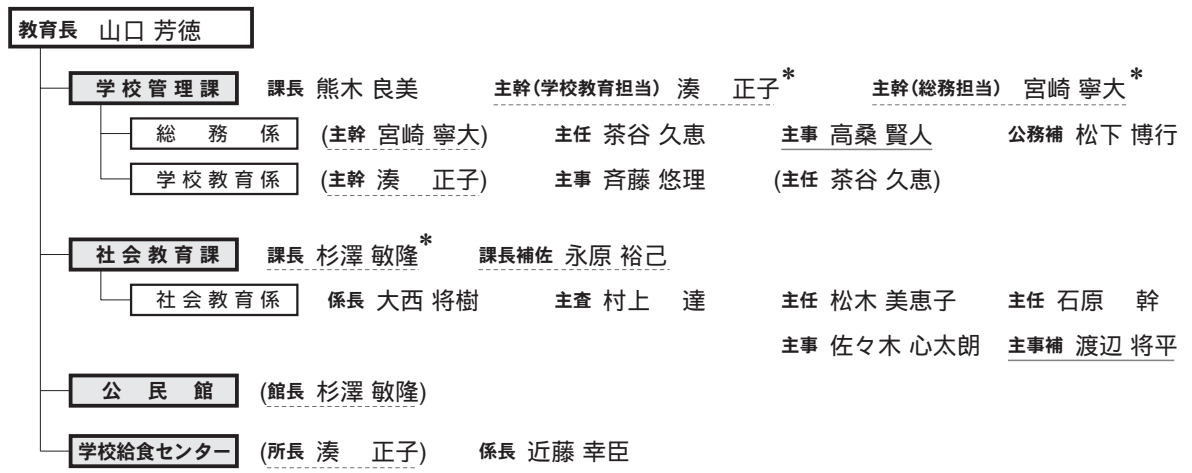 教育長 山口 芳徳
学校管理課 課長 熊木 良美 主幹(学校教育担当) 湊 正子* 主幹(総務担当) 宮崎 寧大*
総務係 (主幹 宮崎 寧大) 主任 茶谷 久恵 主事 高桑 賢人 公務補 松下 博行
学校教育係 (主幹 湊 正子) 主事 斉藤 悠理 (主任 茶谷 久恵)
社会教育課 課長 杉澤 敏隆* 課長補佐 永原 裕己
社会教育係 係長 大西 将樹 主査 村上 達 主任 松木 美恵子 主任 石原 幹
主事 佐々木 心太朗 主事補 渡辺 将平
公民館 (館長 杉澤 敏隆)
学校給食センター (所長 湊 正子) 係長 近藤 幸臣